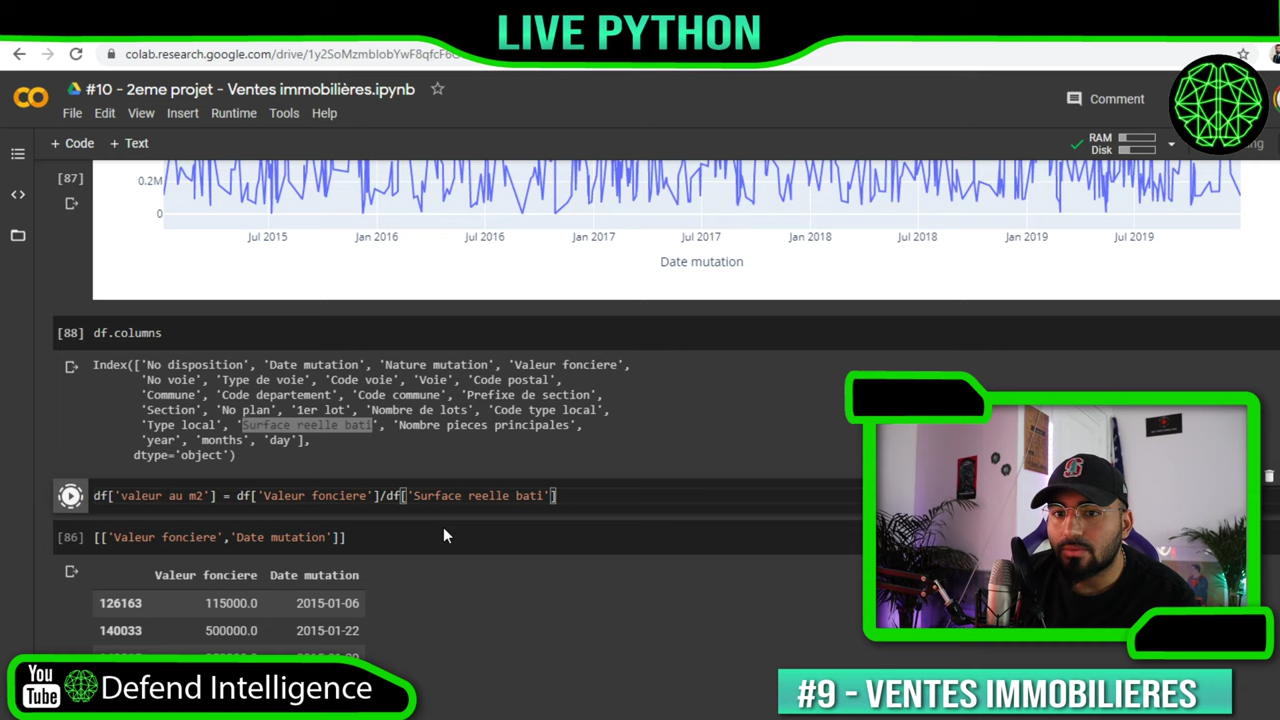 LIVE PYTHON
colab.research.google.com/drive/1y2SoMzmblobYwF8qfcF6
#10 - 2eme projet - Ventes immobilières.ipynb
Comment
File Edit View Insert Runtime Tools Help
+ Code + Text
RAM
Disk
[87]
0.2M
0
Jul 2015 Jan 2016 Jul 2016 Jan 2017 Jul 2017 Jan 2018 Jul 2018 Jan 2019 Jul 2019
Date mutation
[88] df.columns
Index(['No disposition', 'Date mutation', 'Nature mutation', 'Valeur fonciere',
'No voie', 'Type de voie', 'Code voie', 'Voie', 'Code postal',
'Commune', 'Code departement', 'Code commune', 'Prefixe de section',
'Section', 'No plan', '1er lot', 'Nombre de lots', 'Code type local',
'Type local', 'Surface reelle bati', 'Nombre pieces principales',
'year', 'months', 'day'],
dtype='object')
df['valeur au m2'] = df['Valeur fonciere']/df['Surface reelle bati']
[86] [['Valeur fonciere','Date mutation']]
Valeur fonciere Date mutation
126163 115000.0 2015-01-06
140033 500000.0 2015-01-22
You Tube Defend Intelligence
#9 - VENTES IMMOBILIERES